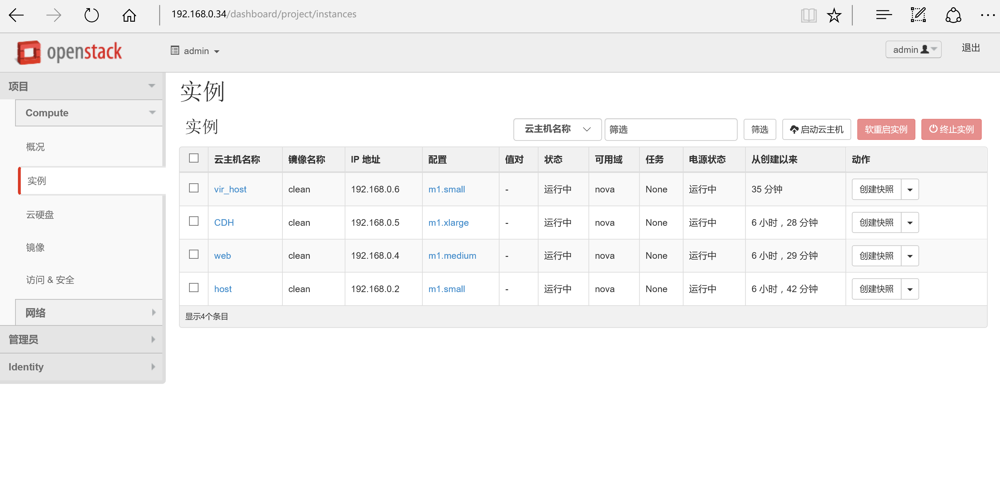 192.168.0.34/dashboard/project/instances
openstack
admin
admin
退出
项目
Compute
概况
实例
云硬盘
镜像
访问 & 安全
网络
管理员
Identity
实例
实例
云主机名称 筛选 筛选 启动云主机 软重启实例 终止实例
云主机名称 镜像名称 IP 地址 配置 值对 状态 可用域 任务 电源状态 从创建以来 动作
vir_host clean 192.168.0.6 m1.small - 运行中 nova None 运行中 35 分钟 创建快照
CDH clean 192.168.0.5 m1.xlarge - 运行中 nova None 运行中 6 小时，28 分钟 创建快照
web clean 192.168.0.4 m1.medium - 运行中 nova None 运行中 6 小时，29 分钟 创建快照
host clean 192.168.0.2 m1.small - 运行中 nova None 运行中 6 小时，42 分钟 创建快照
显示4个条目